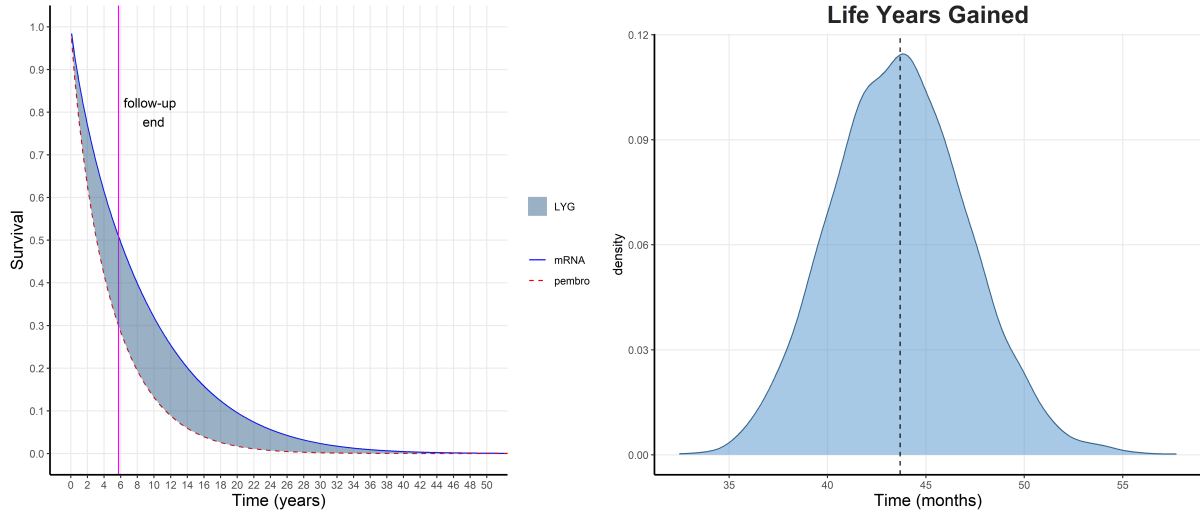 1.0
0.9
0.8
0.7
0.6
0.5
0.4
0.3
0.2
0.1
0.0
Survival
follow-up
end
0 2 4 6 8 10 12 14 16 18 20 22 24 26 28 30 32 34 36 38 40 42 44 46 48 50
Time (years)
LYG
mRNA
pembro
Life Years Gained
0.12
0.09
0.06
0.03
0.00
density
35 40 45 50 55
Time (months)